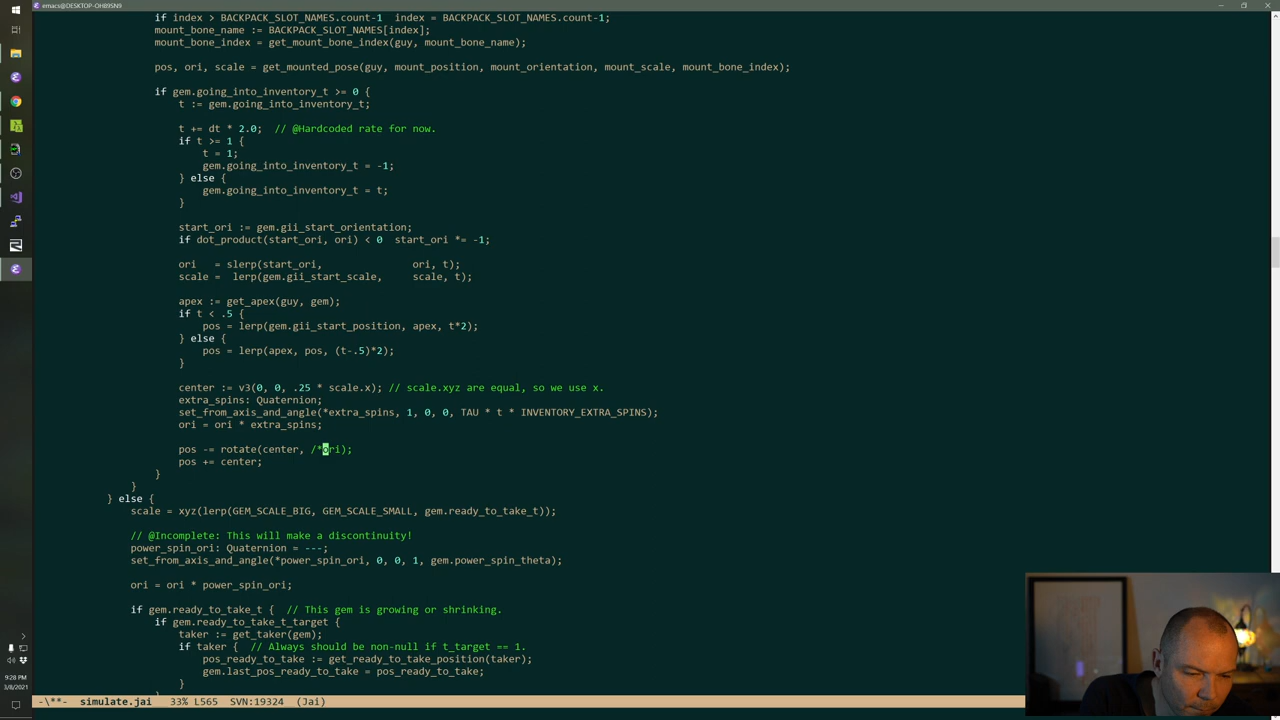 emacs@DESKTOP-OH89SN9
if index > BACKPACK_SLOT_NAMES.count-1  index = BACKPACK_SLOT_NAMES.count-1;
mount_bone_name := BACKPACK_SLOT_NAMES[index];
mount_bone_index = get_mount_bone_index(guy, mount_bone_name);
pos, ori, scale = get_mounted_pose(guy, mount_position, mount_orientation, mount_scale, mount_bone_index);
if gem.going_into_inventory_t >= 0 {
t := gem.going_into_inventory_t;
t += dt * 2.0;  // @Hardcoded rate for now.
if t >= 1 {
t = 1;
gem.going_into_inventory_t = -1;
} else {
gem.going_into_inventory_t = t;
}
start_ori := gem.gii_start_orientation;
if dot_product(start_ori, ori) < 0  start_ori *= -1;
ori   = slerp(start_ori,               ori, t);
scale =  lerp(gem.gii_start_scale,     scale, t);
apex := get_apex(guy, gem);
if t < .5 {
pos = lerp(gem.gii_start_position, apex, t*2);
} else {
pos = lerp(apex, pos, (t-.5)*2);
}
center := v3(0, 0, .25 * scale.x); // scale.xyz are equal, so we use x.
extra_spins: Quaternion;
set_from_axis_and_angle(*extra_spins, 1, 0, 0, TAU * t * INVENTORY_EXTRA_SPINS);
ori = ori * extra_spins;
pos -= rotate(center, /*ori);
pos += center;
}
}
} else {
scale = xyz(lerp(GEM_SCALE_BIG, GEM_SCALE_SMALL, gem.ready_to_take_t));
// @Incomplete: This will make a discontinuity!
power_spin_ori: Quaternion = ---;
set_from_axis_and_angle(*power_spin_ori, 0, 0, 1, gem.power_spin_theta);
ori = ori * power_spin_ori;
if gem.ready_to_take_t {  // This gem is growing or shrinking.
if gem.ready_to_take_t_target {
taker := get_taker(gem);
if taker {  // Always should be non-null if t_target == 1.
pos_ready_to_take := get_ready_to_take_position(taker);
gem.last_pos_ready_to_take = pos_ready_to_take;
}
-\**-  simulate.jai   33% L565   SVN:19324  (Jai)
9:28 PM
3/8/2021